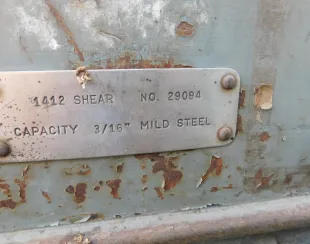 1412 SHEAR NO. 29094
CAPACITY 3/16" MILD STEEL